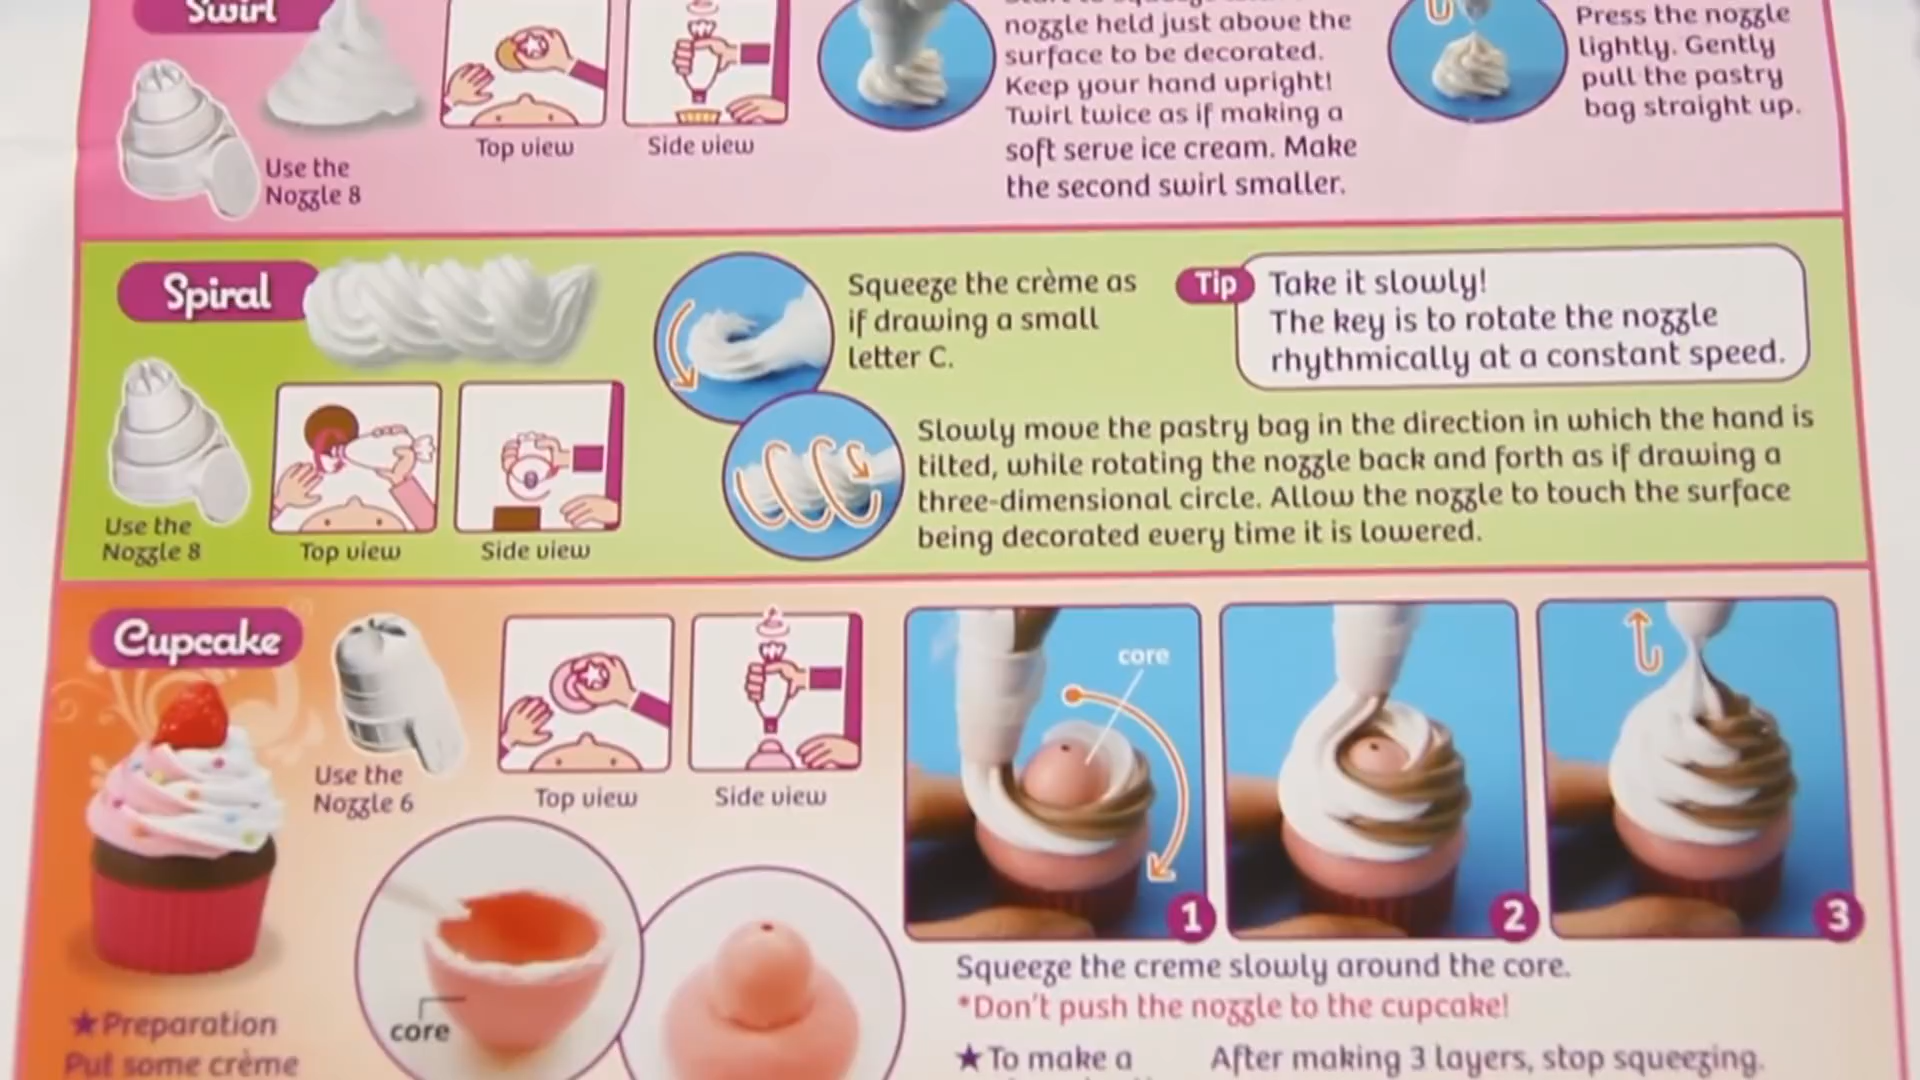 Swirl
Use the
Nozzle 8
Top view
Side view
nozzle held just above the
surface to be decorated.
Keep your hand upright!
Twirl twice as if making a
soft serve ice cream. Make
the second swirl smaller.
Press the nozzle
lightly. Gently
pull the pastry
bag straight up.
Spiral
Use the
Nozzle 8
Top view
Side view
Squeeze the crème as
if drawing a small
letter C.
Tip
Take it slowly!
The key is to rotate the nozzle
rhythmically at a constant speed.
Slowly move the pastry bag in the direction in which the hand is
tilted, while rotating the nozzle back and forth as if drawing a
three-dimensional circle. Allow the nozzle to touch the surface
being decorated every time it is lowered.
Cupcake
Use the
Nozzle 6
Top view
Side view
core
1
2
3
★Preparation
Put some crème
core
Squeeze the creme slowly around the core.
*Don't push the nozzle to the cupcake!
★To make a
After making 3 layers, stop squeezing.